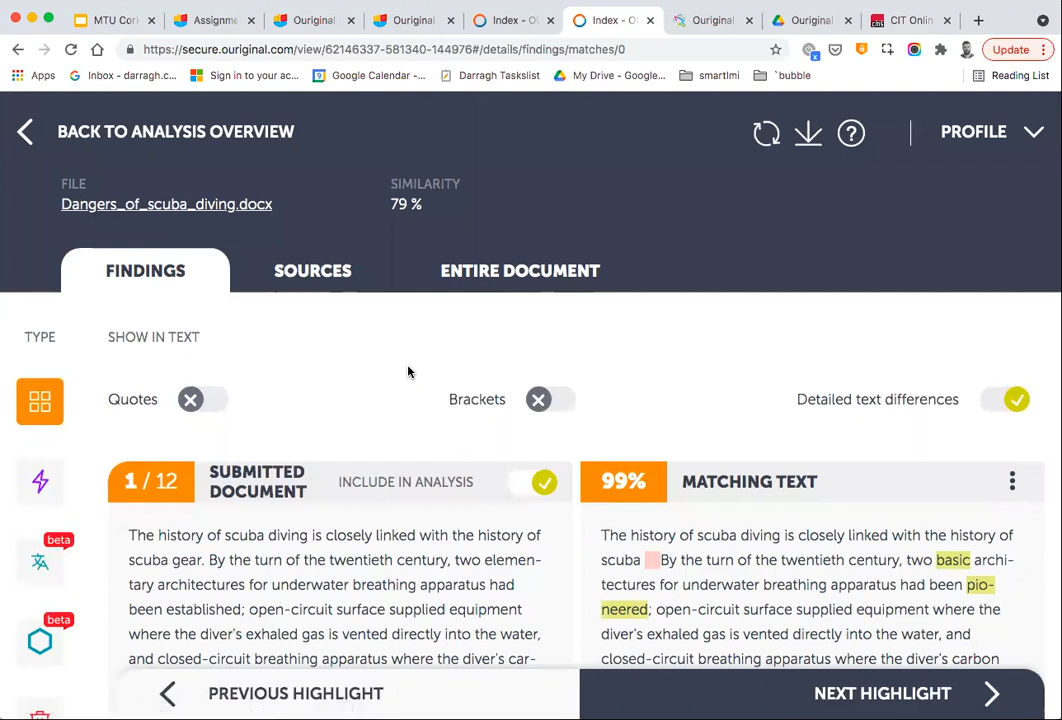 MTU Cork
Assignme
Ouriginal
Ouriginal
Index - OU
Index - O
Ouriginal
Ouriginal
CIT Onlin
https://secure.ouriginal.com/view/62146337-581340-144976#/details/findings/matches/0
Update
Apps
Inbox - darragh.c...
Sign in to your ac...
Google Calendar -...
Darragh Taskslist
My Drive - Google...
smartlmi
`bubble
Reading List
BACK TO ANALYSIS OVERVIEW
PROFILE
FILE
SIMILARITY
Dangers_of_scuba_diving.docx
79 %
FINDINGS
SOURCES
ENTIRE DOCUMENT
TYPE
SHOW IN TEXT
Quotes
Brackets
Detailed text differences
1 / 12
SUBMITTED
DOCUMENT
INCLUDE IN ANALYSIS
The history of scuba diving is closely linked with the history of
scuba gear. By the turn of the twentieth century, two elemen-
tary architectures for underwater breathing apparatus had
been established; open-circuit surface supplied equipment
where the diver's exhaled gas is vented directly into the water,
and closed-circuit breathing apparatus where the diver's car-
99%
MATCHING TEXT
The history of scuba diving is closely linked with the history of
scuba By the turn of the twentieth century, two basic archi-
tectures for underwater breathing apparatus had been pio-
neered; open-circuit surface supplied equipment where the
diver's exhaled gas is vented directly into the water, and
closed-circuit breathing apparatus where the diver's carbon
beta
beta
PREVIOUS HIGHLIGHT
NEXT HIGHLIGHT